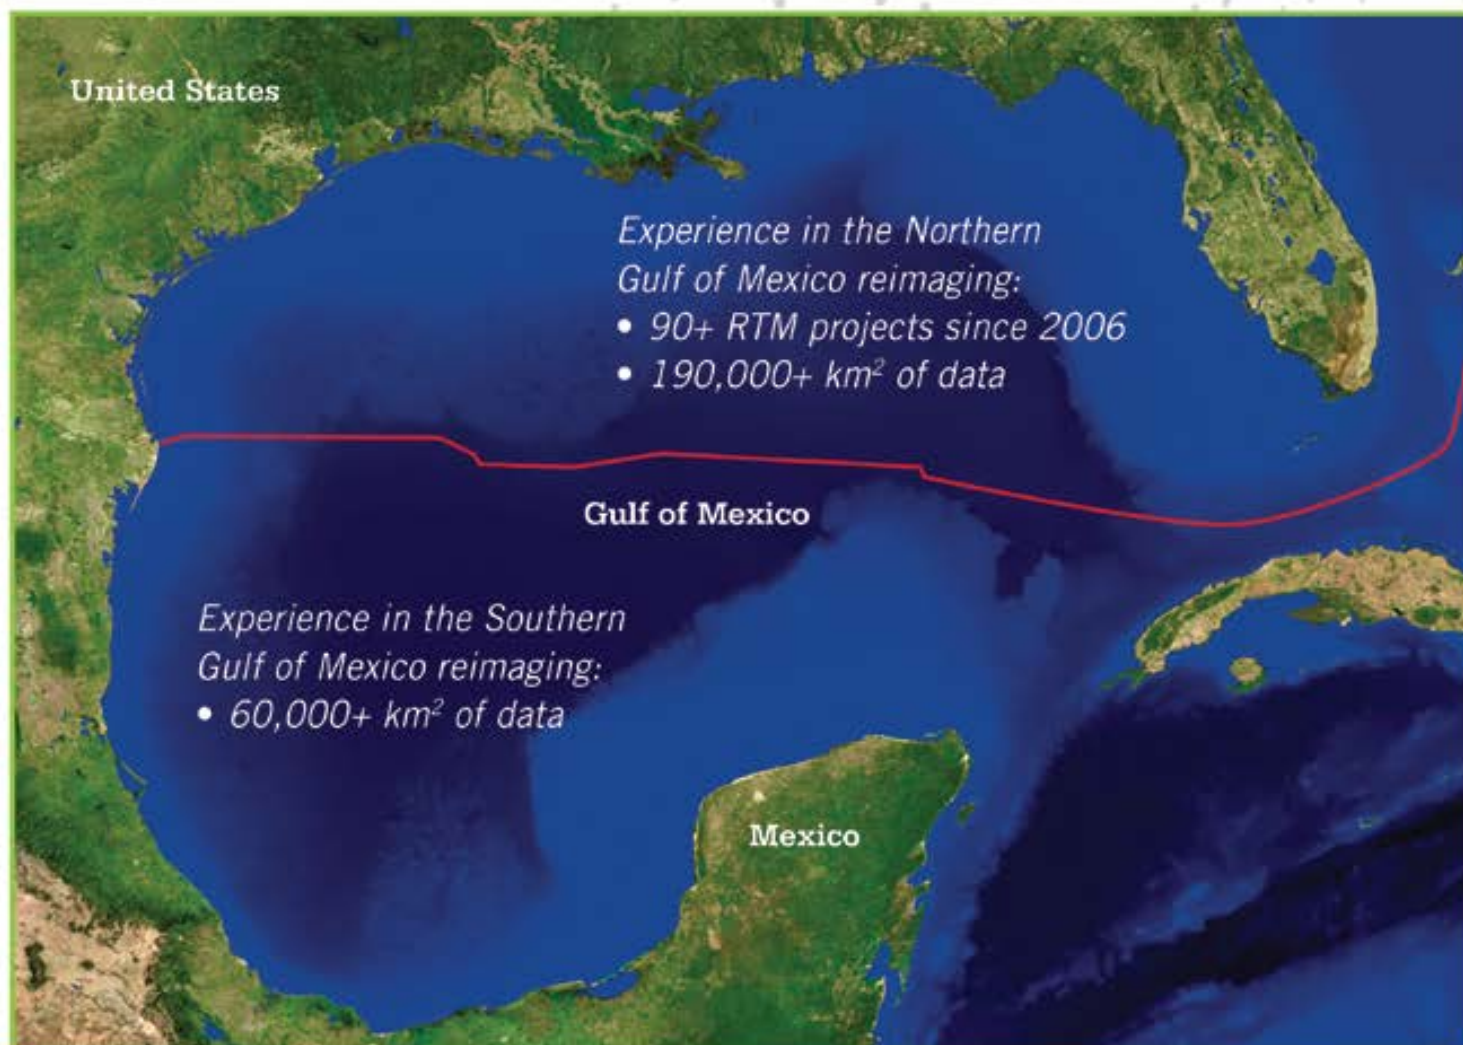 United States
Experience in the Northern
Gulf of Mexico reimaging:
• 90+ RTM projects since 2006
• 190,000+ km² of data
Gulf of Mexico
Experience in the Southern
Gulf of Mexico reimaging:
• 60,000+ km² of data
Mexico